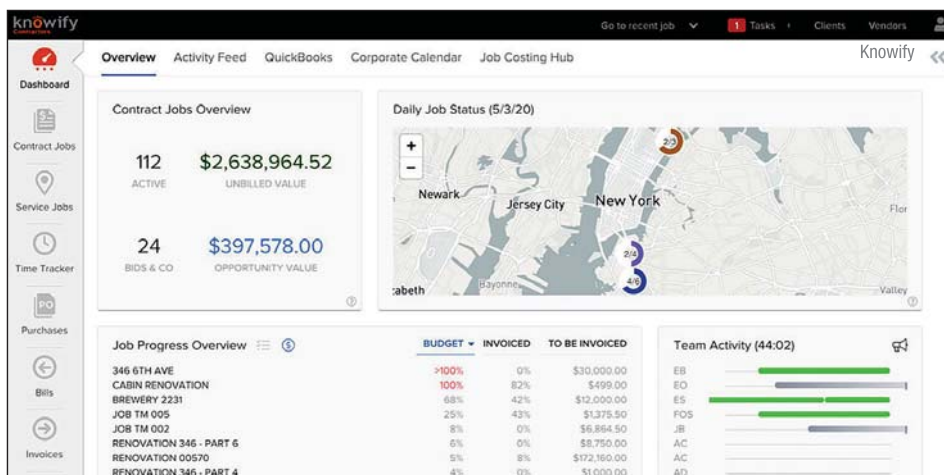 knowify
Contractors
Go to recent job
1 Tasks
Clients
Vendors
Dashboard
Contract Jobs
Service Jobs
Time Tracker
PO
Purchases
Bills
Invoices
Overview Activity Feed QuickBooks Corporate Calendar Job Costing Hub
Knowify
Contract Jobs Overview
112 $2,638,964.52
ACTIVE UNBILLED VALUE
24 $397,578.00
BIDS & CO OPPORTUNITY VALUE
Daily Job Status (5/3/20)
+
−
2/3
Newark
Jersey City
New York
Flor
2/4
4/6
zabeth
Bayonne
Valley
Job Progress Overview
BUDGET INVOICED TO BE INVOICED
346 6TH AVE >100% 0% $30,000.00
CABIN RENOVATION 100% 82% $499.00
BREWERY 2231 68% 42% $12,000.00
JOB TM 005 25% 43% $1,375.50
JOB TM 002 8% 0% $6,864.50
RENOVATION 346 - PART 6 6% 0% $8,750.00
RENOVATION 00570 5% 8% $172,160.00
RENOVATION 346 - PART 4 4% 0% $1,000.00
Team Activity (44:02)
EB
EO
ES
FOS
JB
AC
AC
AD